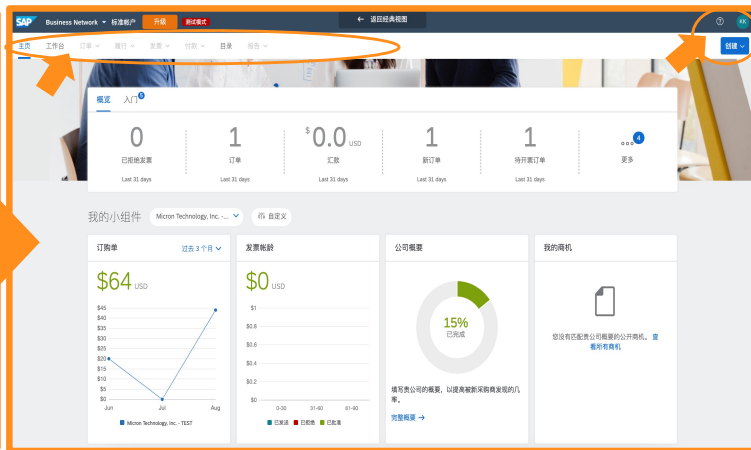 SAP Business Network 标准帐户 升级 测试模式 ← 返回经典视图 ? KK
主页 工作台 订单 履行 发票 付款 目录 报告 创建
概览 入门 5
0 1 $ 0.0 USD 1 1 ... 4
已拒绝发票 订单 汇款 新订单 待开票订单 更多
Last 31 days Last 31 days Last 31 days Last 31 days Last 31 days
我的小组件 Micron Technology, Inc. -... 自定义
订购单 过去 3 个月 发票帐龄 公司概要 我的商机
$64 USD $0 USD
$45 $1
$40
$35 $0.8
$30
$25 $0.6
$20
$15 $0.4
$10 $0.2
$5
$0 $0
Jun Jul Aug 0-30 31-60 61-90
Micron Technology, Inc. - TEST 已发送 已拒绝 已批准
15%
已完成
填写贵公司的概要，以提高被新采购商发现的几
率。
完整概要 →
您没有匹配贵公司概要的公开商机。 查
看所有商机